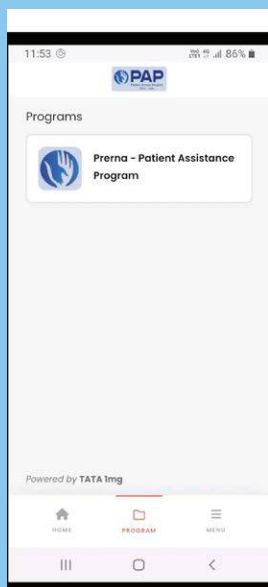 11:53
86%
PAP
Programs
Prerna - Patient Assistance
Program
Powered by TATA 1mg
HOME
PROGRAM
MENU